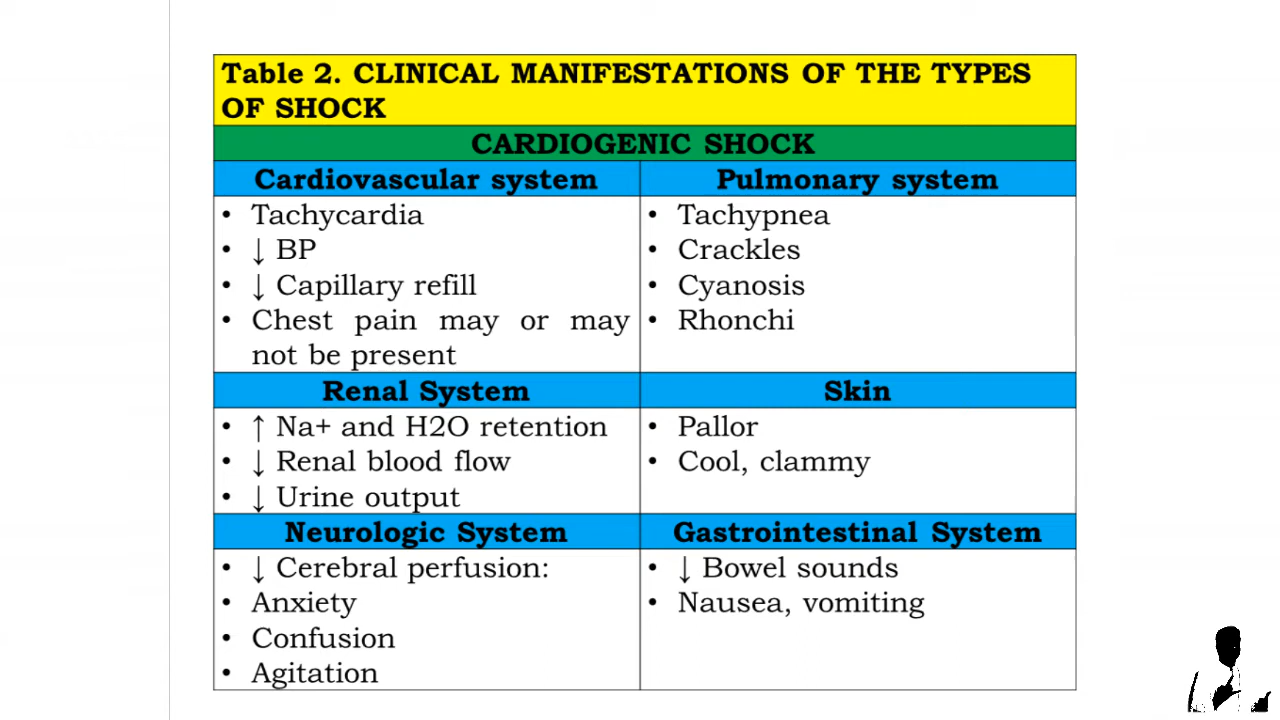 Table 2. CLINICAL MANIFESTATIONS OF THE TYPES
OF SHOCK
CARDIOGENIC SHOCK
Cardiovascular system
• Tachycardia
• ↓ BP
• ↓ Capillary refill
• Chest pain may or may
not be present
Pulmonary system
• Tachypnea
• Crackles
• Cyanosis
• Rhonchi
Renal System
• ↑ Na+ and H2O retention
• ↓ Renal blood flow
• ↓ Urine output
Skin
• Pallor
• Cool, clammy
Neurologic System
• ↓ Cerebral perfusion:
• Anxiety
• Confusion
• Agitation
Gastrointestinal System
• ↓ Bowel sounds
• Nausea, vomiting